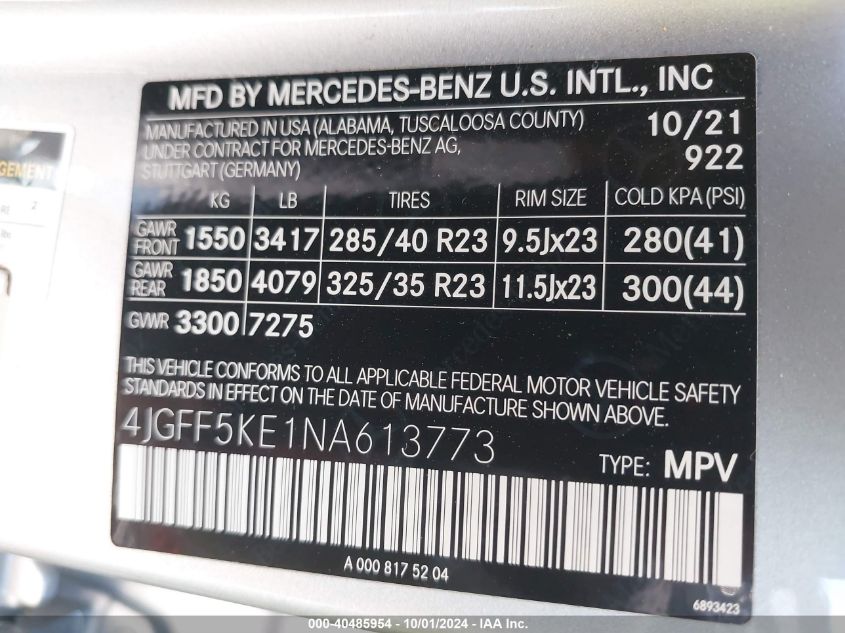 MFD BY MERCEDES-BENZ U.S. INTL., INC
MANUFACTURED IN USA (ALABAMA, TUSCALOOSA COUNTY) 10/21
UNDER CONTRACT FOR MERCEDES-BENZ AG, 922
STUTTGART (GERMANY)
KG LB TIRES RIM SIZE COLD KPA (PSI)
GAWR FRONT 1550 3417 285/40 R23 9.5Jx23 280(41)
GAWR REAR 1850 4079 325/35 R23 11.5Jx23 300(44)
GVWR 3300 7275
THIS VEHICLE CONFORMS TO ALL APPLICABLE FEDERAL MOTOR VEHICLE SAFETY
STANDARDS IN EFFECT ON THE DATE OF MANUFACTURE SHOWN ABOVE.
4JGFF5KE1NA613773
TYPE: MPV
A 000 817 52 04
6893423
000-40485954 - 10/01/2024 - IAA Inc.